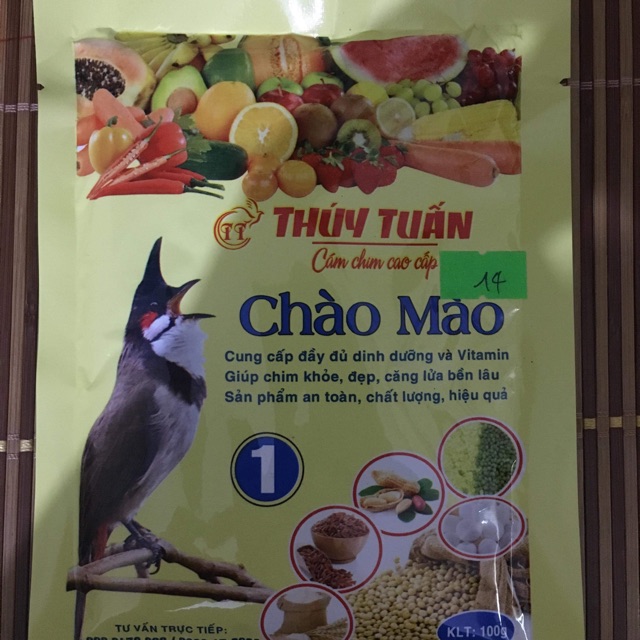 TT
THÚY TUẤN
Cám chim cao cấp
14
Chào Mào
Cung cấp đầy đủ dinh dưỡng và Vitamin
Giúp chim khỏe, đẹp, căng lửa bền lâu
Sản phẩm an toàn, chất lượng, hiệu quả
1
TƯ VẤN TRỰC TIẾP:
KLT: 100g